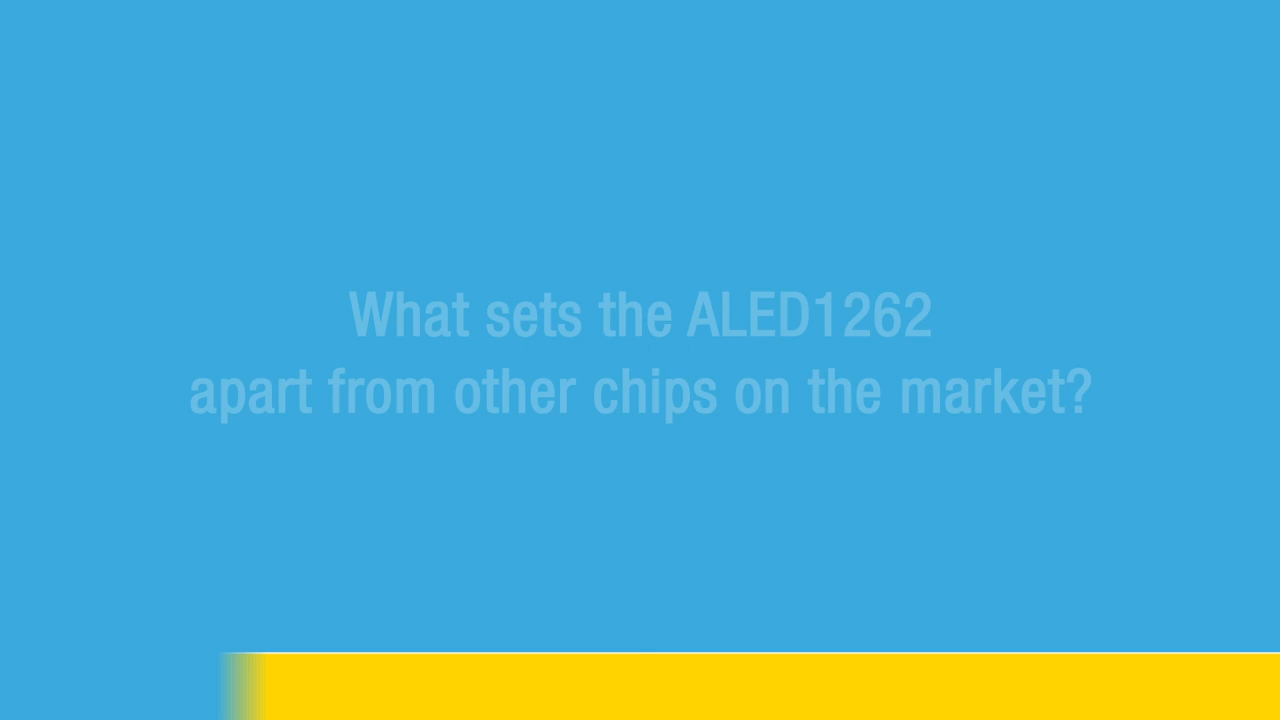 What sets the ALED1262
apart from other chips on the market?